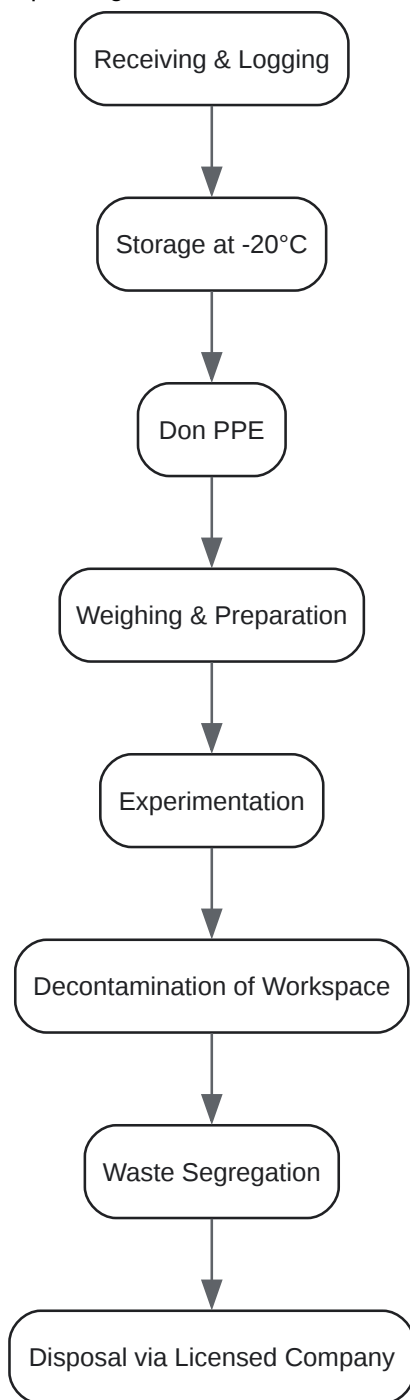 Receiving & Logging
Storage at -20°C
Don PPE
Weighing & Preparation
Experimentation
Decontamination of Workspace
Waste Segregation
Disposal via Licensed Company